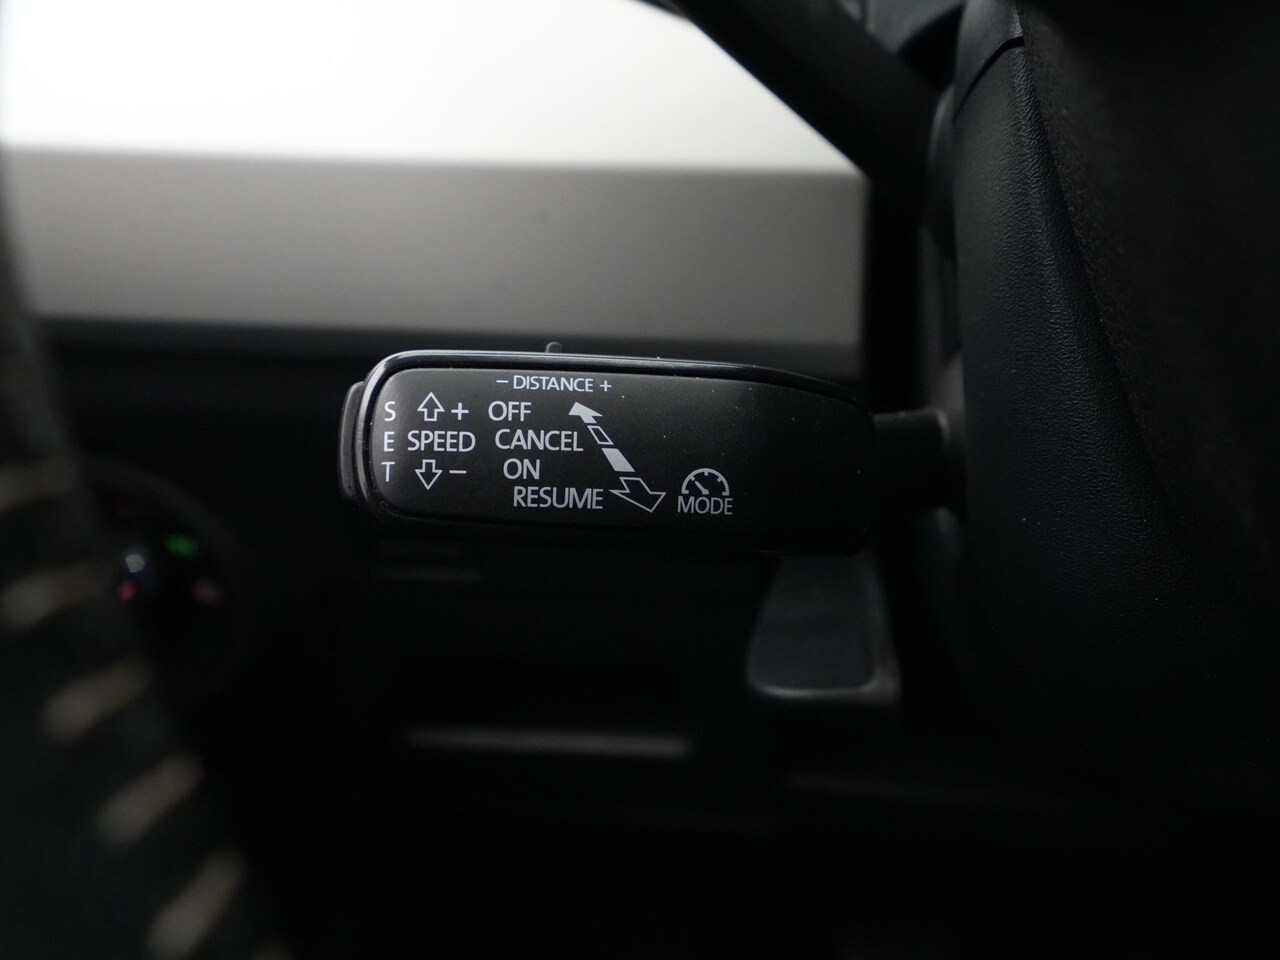 – DISTANCE +
S + OFF
E SPEED CANCEL
T – ON
RESUME
MODE